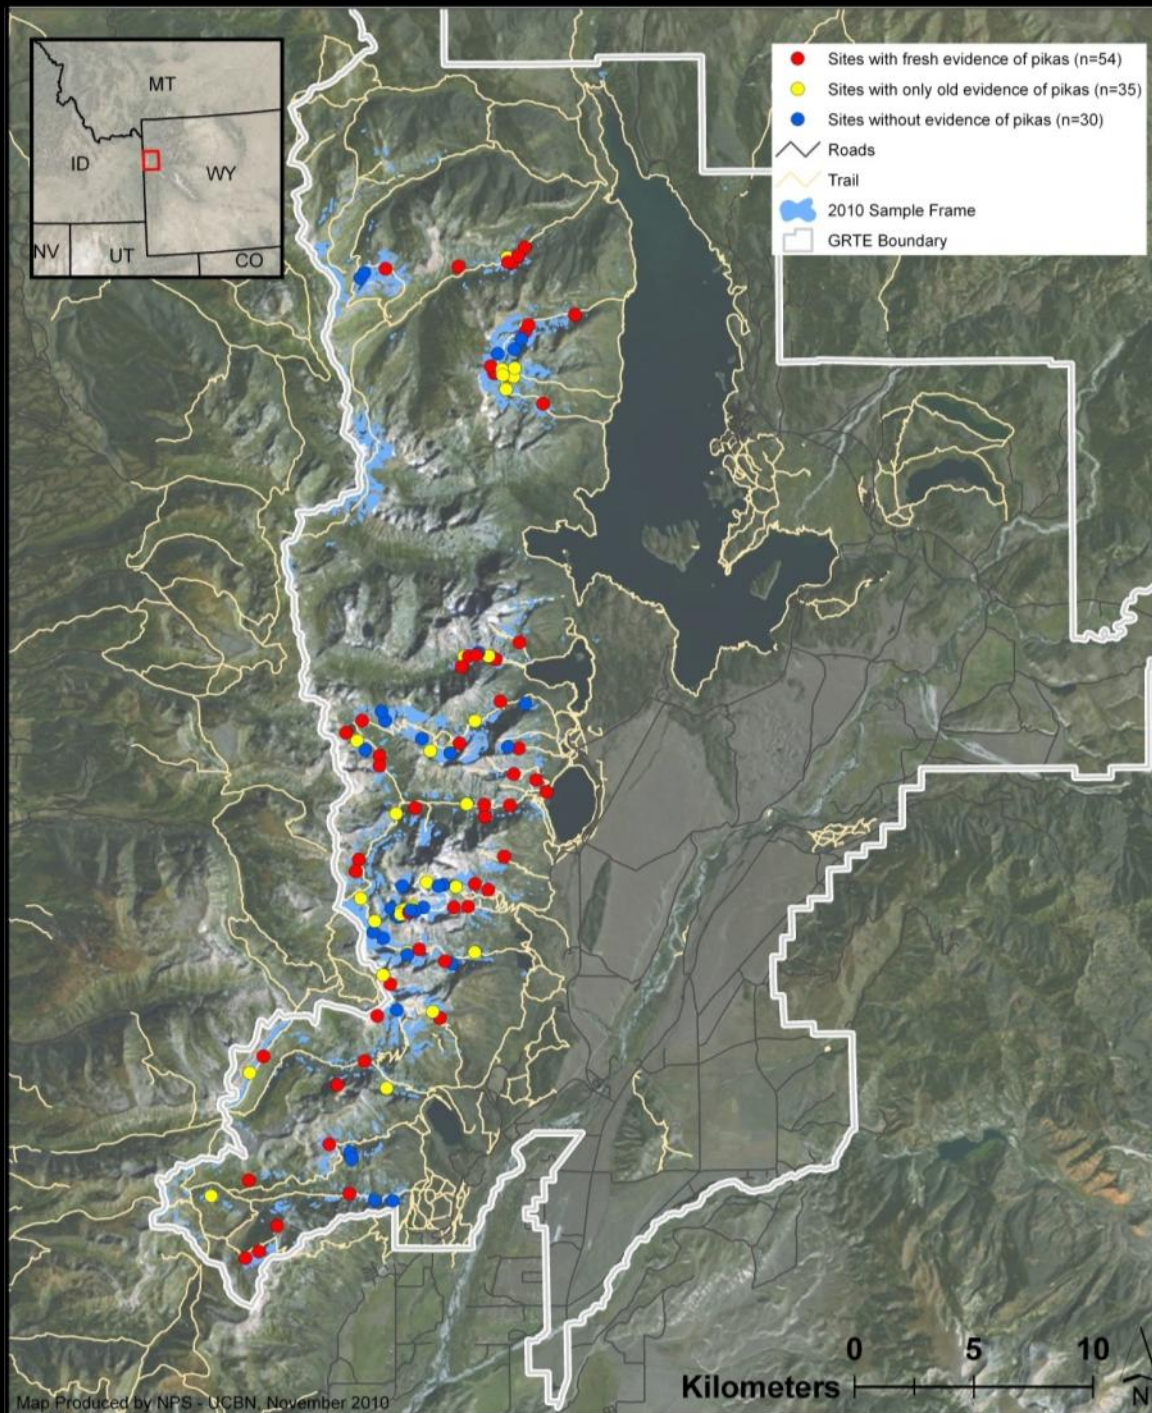 MT
ID
WY
NV
UT
CO
Sites with fresh evidence of pikas (n=54)
Sites with only old evidence of pikas (n=35)
Sites without evidence of pikas (n=30)
Roads
Trail
2010 Sample Frame
GRTE Boundary
0 5 10
Kilometers
N
Map Produced by NPS - UCBN, November 2010